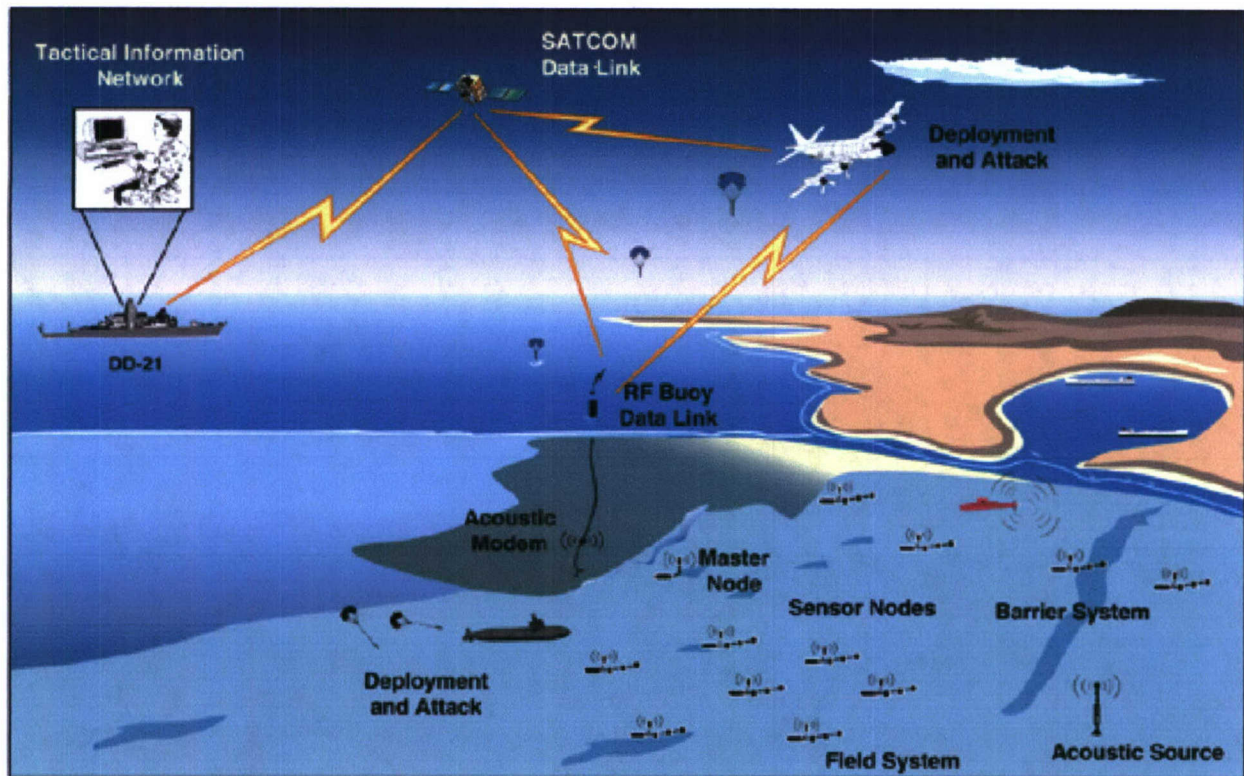 Tactical Information
Network
SATCOM
Data Link
Deployment
and Attack
DD-21
RF Buoy
Data Link
Acoustic
Modem
Master
Node
Sensor Nodes
Barrier System
Deployment
and Attack
Field System
Acoustic Source